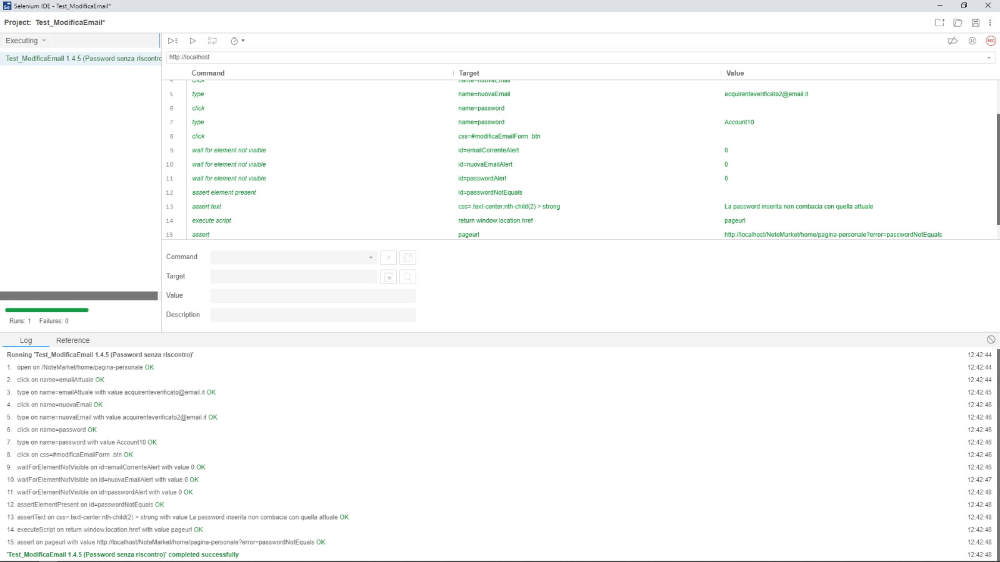 Selenium IDE - Test_ModificaEmail*
Project: Test_ModificaEmail*
Executing
Test_ModificaEmail 1.4.5 (Password senza riscontro
http://localhost
Command Target Value
4 click name=nuovaEmail
5 type name=nuovaEmail acquirenteverificato2@email.it
6 click name=password
7 type name=password Account10
8 click css=#modificaEmailForm .btn
9 wait for element not visible id=emailCorrenteAlert 0
10 wait for element not visible id=nuovaEmailAlert 0
11 wait for element not visible id=passwordAlert 0
12 assert element present id=passwordNotEquals
13 assert text css=.text-center:nth-child(2) > strong La password inserita non combacia con quella attuale
14 execute script return window.location.href pageurl
15 assert pageurl http://localhost/NoteMarket/home/pagina-personale?error=passwordNotEquals
Command //
Target
Value
Description
Runs: 1 Failures: 0
REC
Log Reference
Running 'Test_ModificaEmail 1.4.5 (Password senza riscontro)' 12:42:44
1. open on /NoteMarket/home/pagina-personale OK 12:42:44
2. click on name=emailAttuale OK 12:42:44
3. type on name=emailAttuale with value acquirenteverificato@email.it OK 12:42:45
4. click on name=nuovaEmail OK 12:42:46
5. type on name=nuovaEmail with value acquirenteverificato2@email.it OK 12:42:46
6. click on name=password OK 12:42:46
7. type on name=password with value Account10 OK 12:42:46
8. click on css=#modificaEmailForm .btn OK 12:42:46
9. waitForElementNotVisible on id=emailCorrenteAlert with value 0 OK 12:42:46
10. waitForElementNotVisible on id=nuovaEmailAlert with value 0 OK 12:42:47
11. waitForElementNotVisible on id=passwordAlert with value 0 OK 12:42:48
12. assertElementPresent on id=passwordNotEquals OK 12:42:48
13. assertText on css=.text-center:nth-child(2) > strong with value La password inserita non combacia con quella attuale OK 12:42:48
14. executeScript on return window.location.href with value pageurl OK 12:42:48
15. assert on pageurl with value http://localhost/NoteMarket/home/pagina-personale?error=passwordNotEquals OK 12:42:48
'Test_ModificaEmail 1.4.5 (Password senza riscontro)' completed successfully 12:42:48